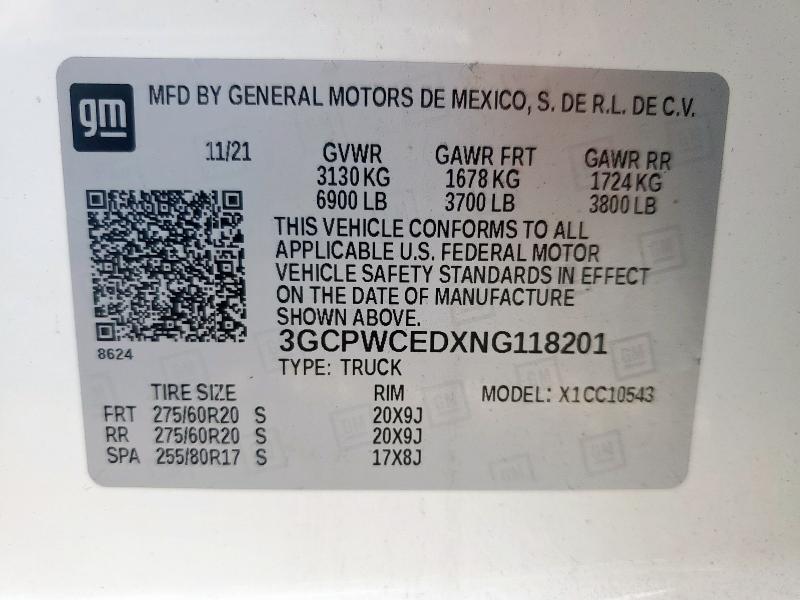 gm
MFD BY GENERAL MOTORS DE MEXICO, S. DE R.L. DE C.V.
11/21 GVWR GAWR FRT GAWR RR
3130 KG 1678 KG 1724 KG
6900 LB 3700 LB 3800 LB
THIS VEHICLE CONFORMS TO ALL
APPLICABLE U.S. FEDERAL MOTOR
VEHICLE SAFETY STANDARDS IN EFFECT
ON THE DATE OF MANUFACTURE
SHOWN ABOVE.
3GCPWCEDXNG118201
8624
TYPE: TRUCK
TIRE SIZE RIM MODEL: X1CC10543
FRT 275/60R20 S 20X9J
RR 275/60R20 S 20X9J
SPA 255/80R17 S 17X8J